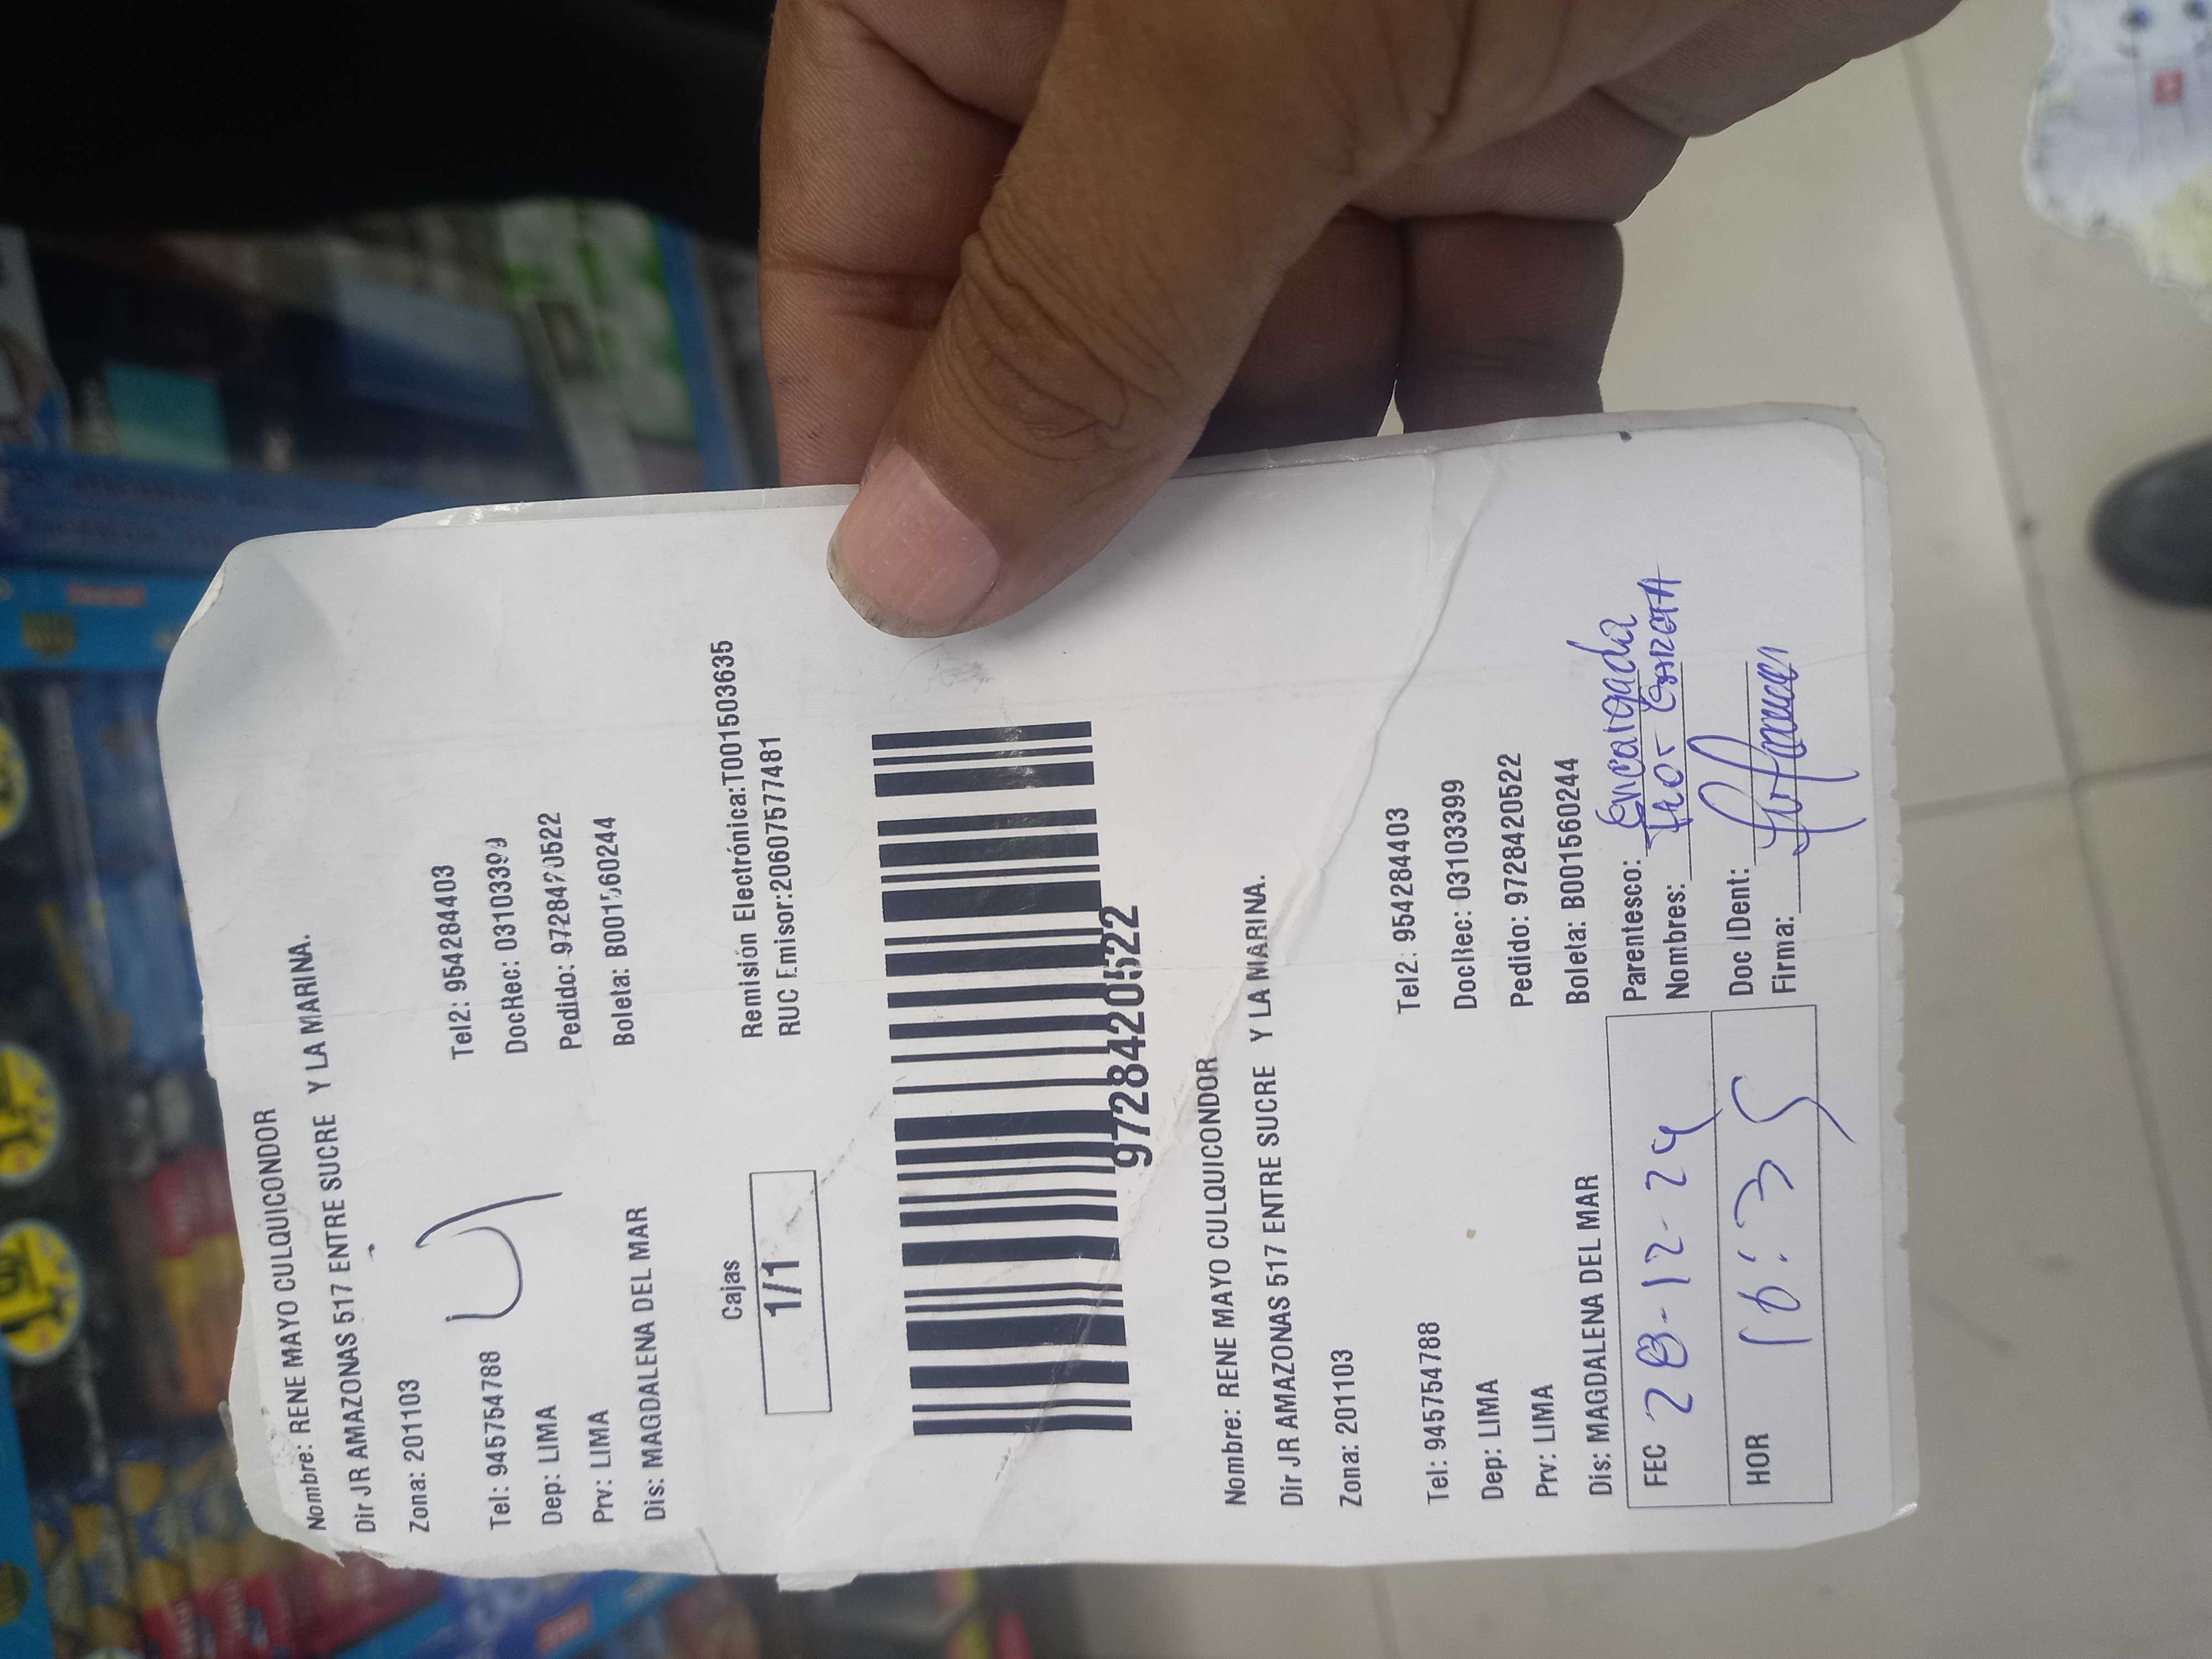 Nombre: RENE MAYO CULQUICONDOR
Dir JR AMAZONAS 517 ENTRE SUCRE Y LA MARINA.
Zona: 201103
Tel: 945754788 Tel2: 954284403
Dep: LIMA DocRec: 03103399
Prv: LIMA Pedido: 9728420522
Dis: MAGDALENA DEL MAR Boleta: B001560244
Cajas Remisión Electrónica:T001503635
1/1 RUC Emisor:20607577481
9728420522
Nombre: RENE MAYO CULQUICONDOR
Dir JR AMAZONAS 517 ENTRE SUCRE Y LA MARINA.
Zona: 201103
Tel: 945754788 Tel2: 954284403
Dep: LIMA DocRec: 03103399
Prv: LIMA Pedido: 9728420522
Dis: MAGDALENA DEL MAR Boleta: B001560244
FEC 28-12-24 Parentesco: Encargada
Nombres:
HOR 16:35 Doc IDent:
Firma: